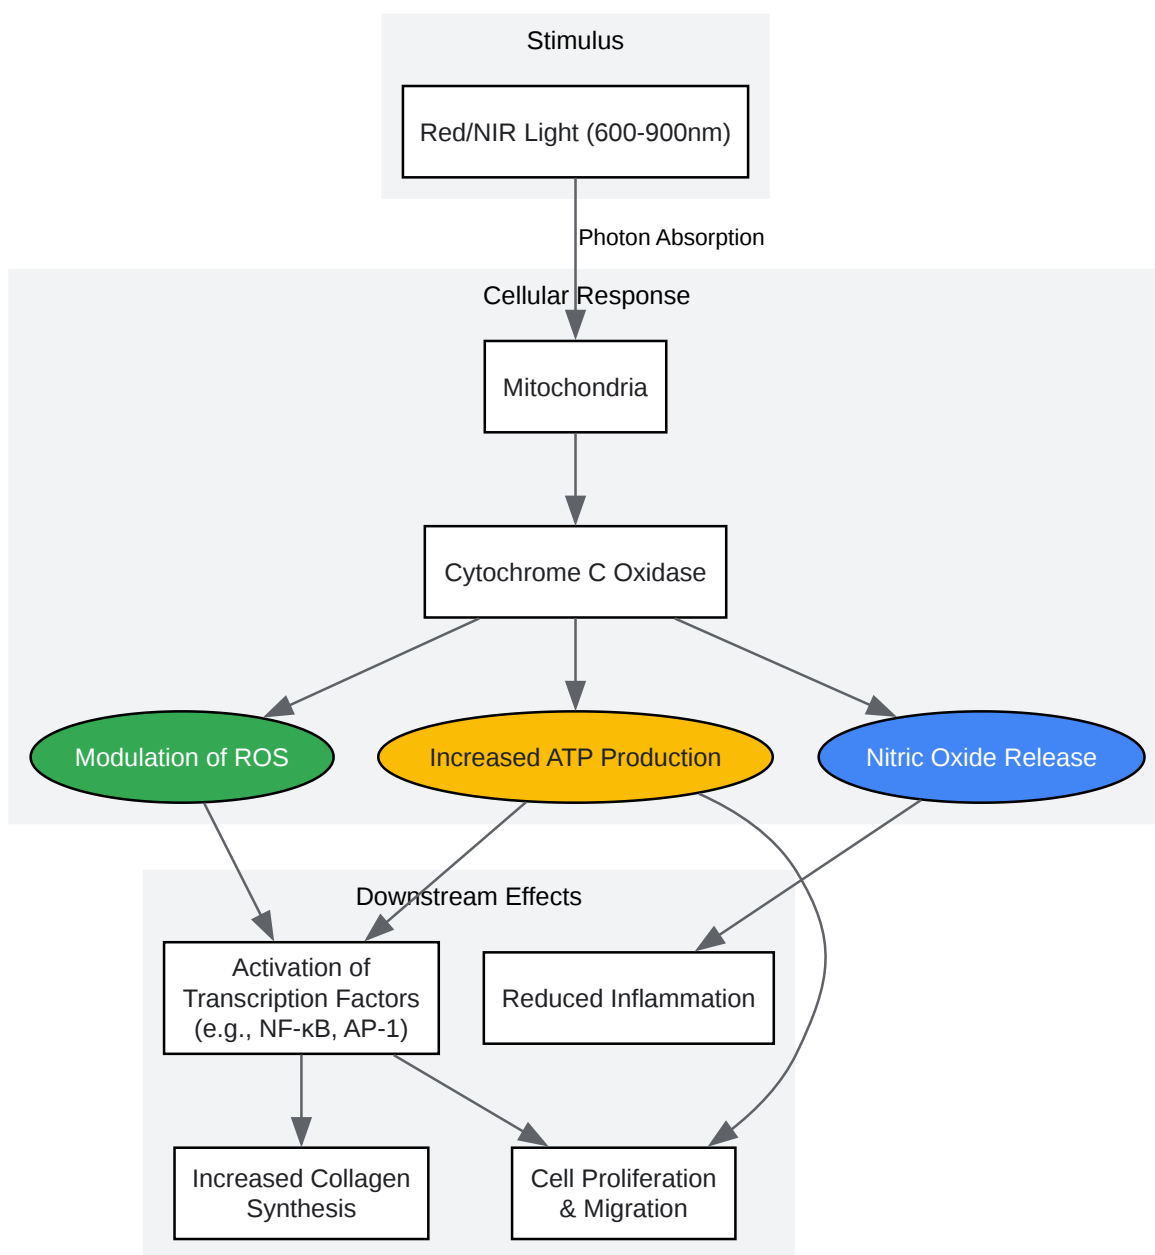 Stimulus
Red/NIR Light (600-900nm)
Photon Absorption
Cellular Response
Mitochondria
Cytochrome C Oxidase
Modulation of ROS
Increased ATP Production
Nitric Oxide Release
Downstream Effects
Activation of
Transcription Factors
(e.g., NF-κB, AP-1)
Reduced Inflammation
Increased Collagen
Synthesis
Cell Proliferation
& Migration